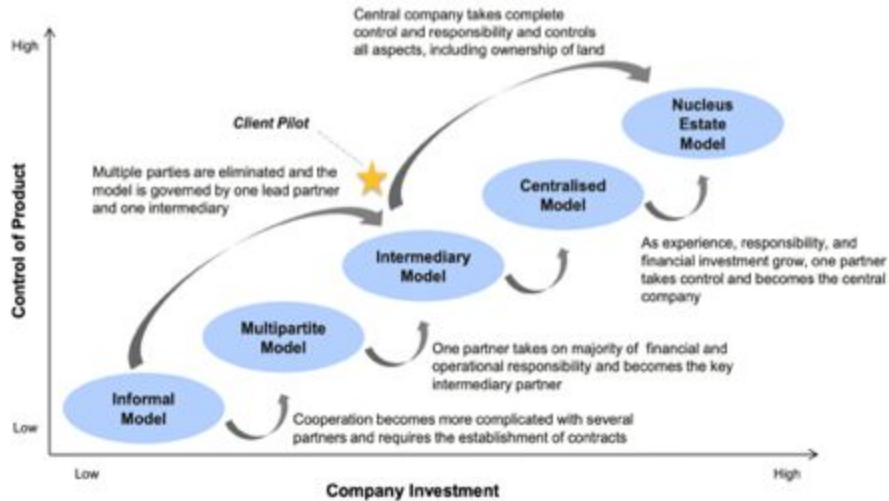 Central company takes complete
control and responsibility and controls
all aspects, including ownership of land
High
Nucleus
Estate
Model
Client Pilot
Multiple parties are eliminated and the
model is governed by one lead partner
and one intermediary
Centralised
Model
Control of Product
As experience, responsibility, and
financial investment grow, one partner
takes control and becomes the central
company
Intermediary
Model
Multipartite
Model
One partner takes on majority of financial and
operational responsibility and becomes the key
intermediary partner
Informal
Model
Cooperation becomes more complicated with several
partners and requires the establishment of contracts
Low
Low
High
Company Investment